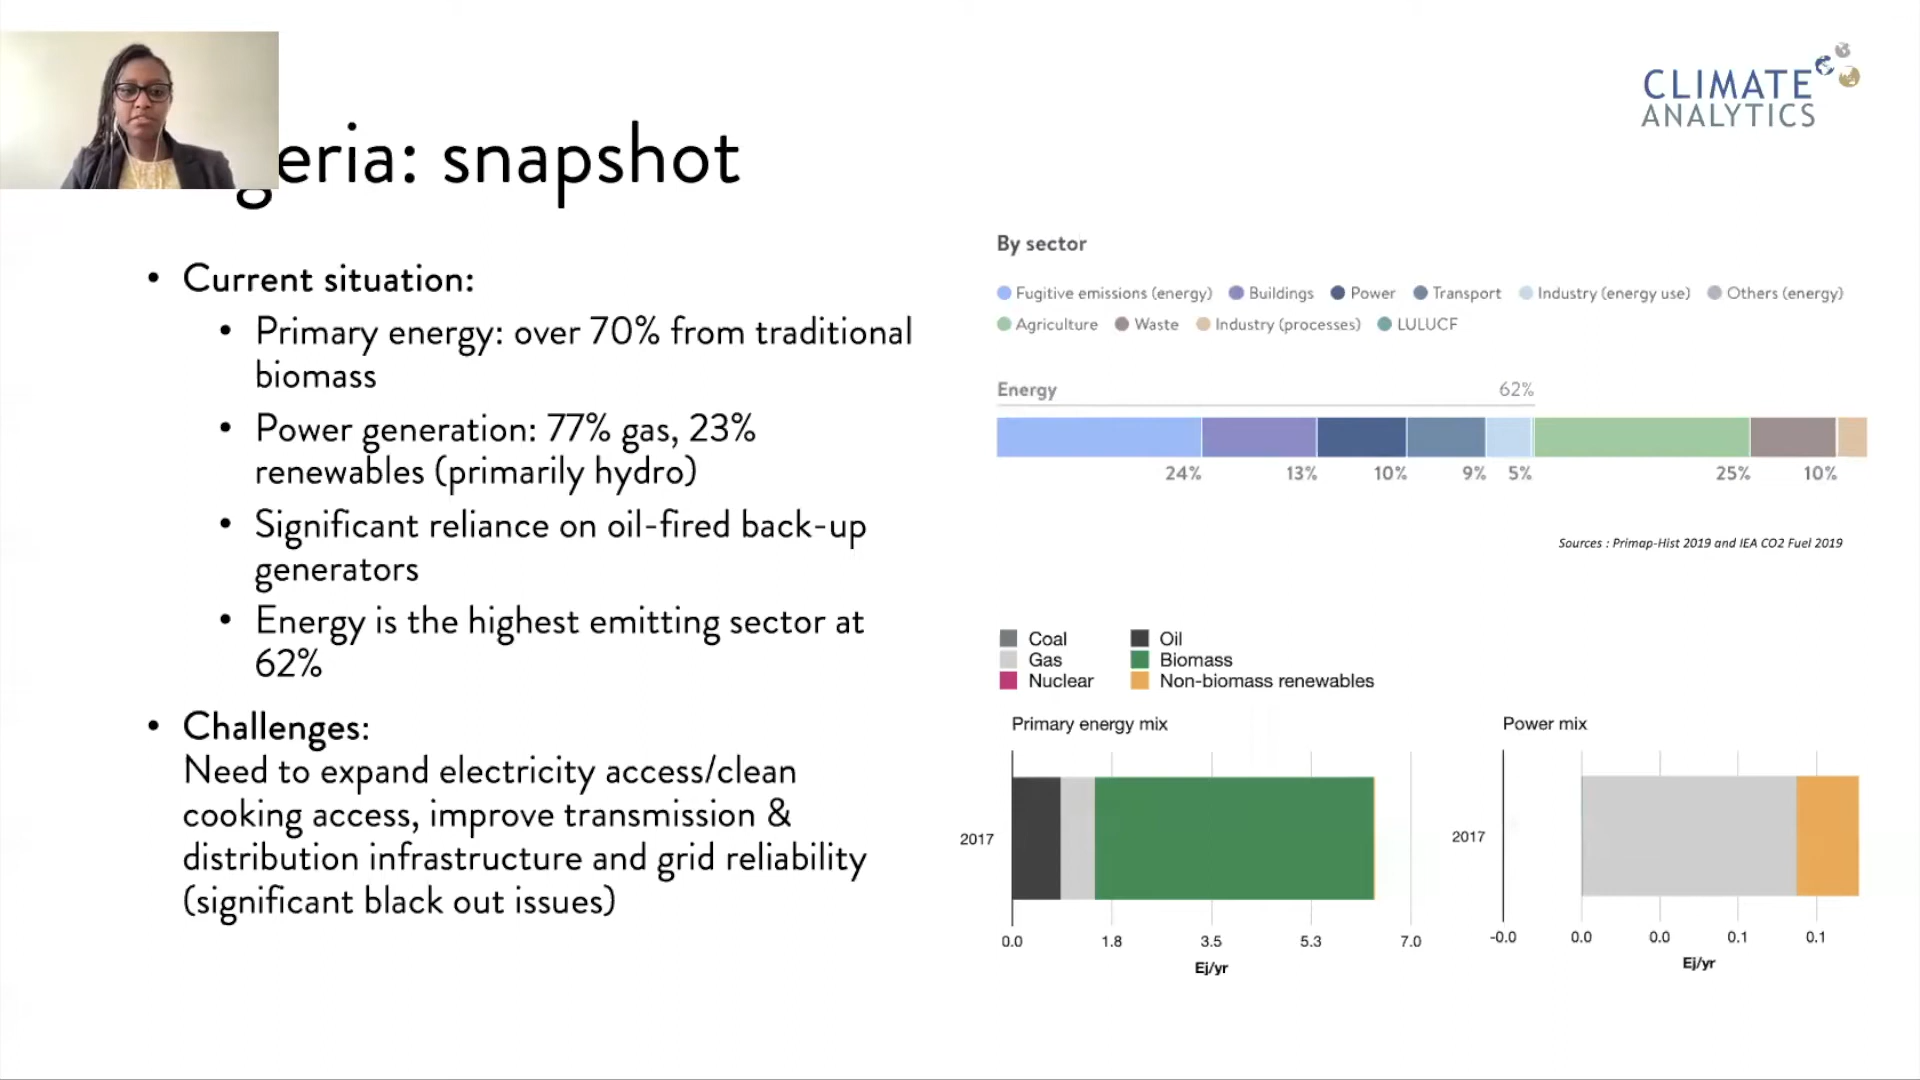 CLIMATE
ANALYTICS
geria: snapshot
• Current situation:
• Primary energy: over 70% from traditional
biomass
• Power generation: 77% gas, 23%
renewables (primarily hydro)
• Significant reliance on oil-fired back-up
generators
• Energy is the highest emitting sector at
62%
• Challenges:
Need to expand electricity access/clean
cooking access, improve transmission &
distribution infrastructure and grid reliability
(significant black out issues)
By sector
Fugitive emissions (energy) Buildings Power Transport Industry (energy use) Others (energy)
Agriculture Waste Industry (processes) LULUCF
Energy 62%
24% 13% 10% 9% 5% 25% 10%
Sources : Primap-Hist 2019 and IEA CO2 Fuel 2019
Coal Oil
Gas Biomass
Nuclear Non-biomass renewables
Primary energy mix
2017
0.0 1.8 3.5 5.3 7.0
Ej/yr
Power mix
2017
-0.0 0.0 0.0 0.1 0.1
Ej/yr